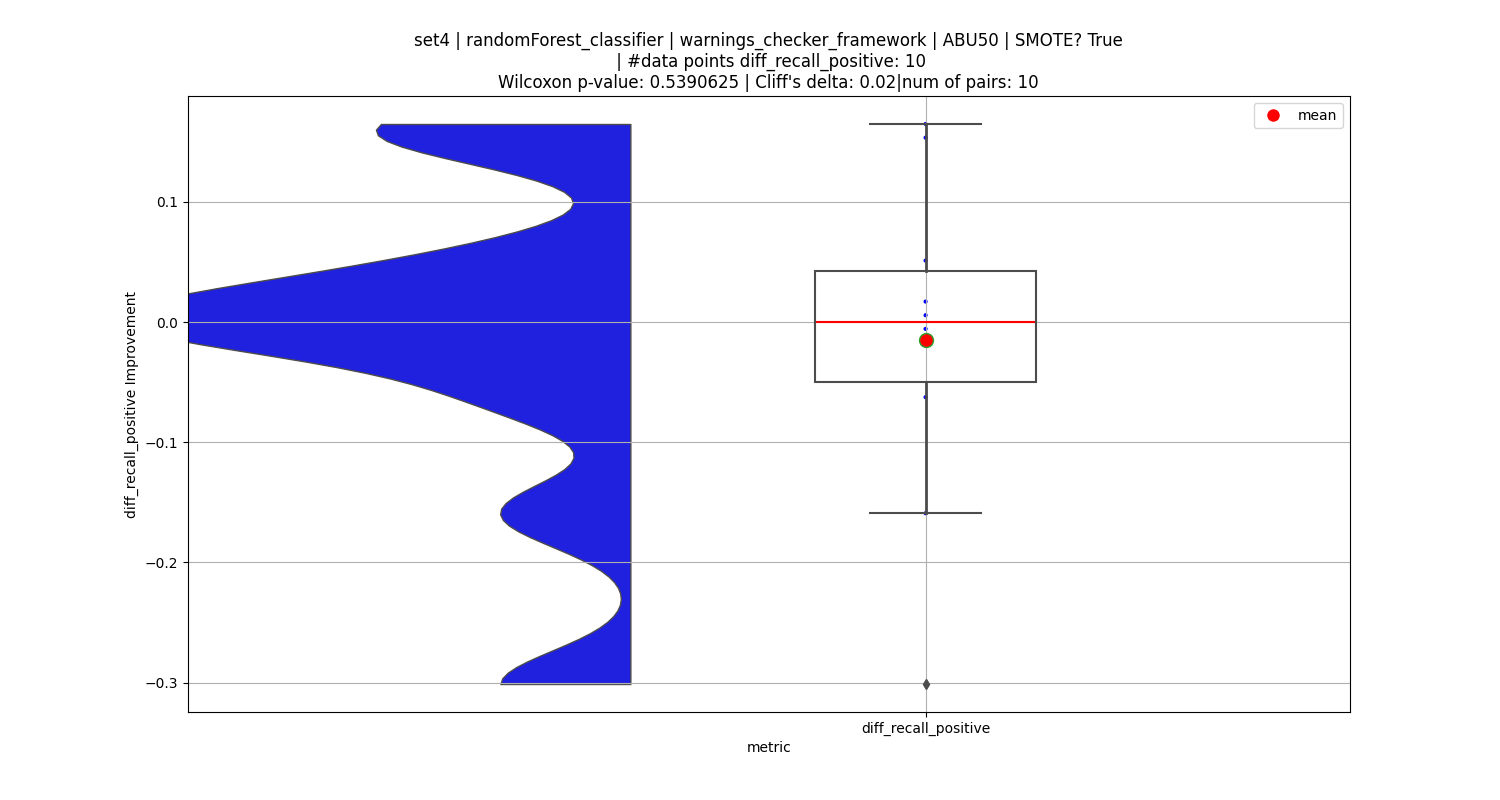 set4 | randomForest_classifier | warnings_checker_framework | ABU50 | SMOTE? True
| #data points diff_recall_positive: 10
Wilcoxon p-value: 0.5390625 | Cliff's delta: 0.02|num of pairs: 10
mean
0.1
0.0
−0.1
−0.2
−0.3
diff_recall_positive Improvement
diff_recall_positive
metric